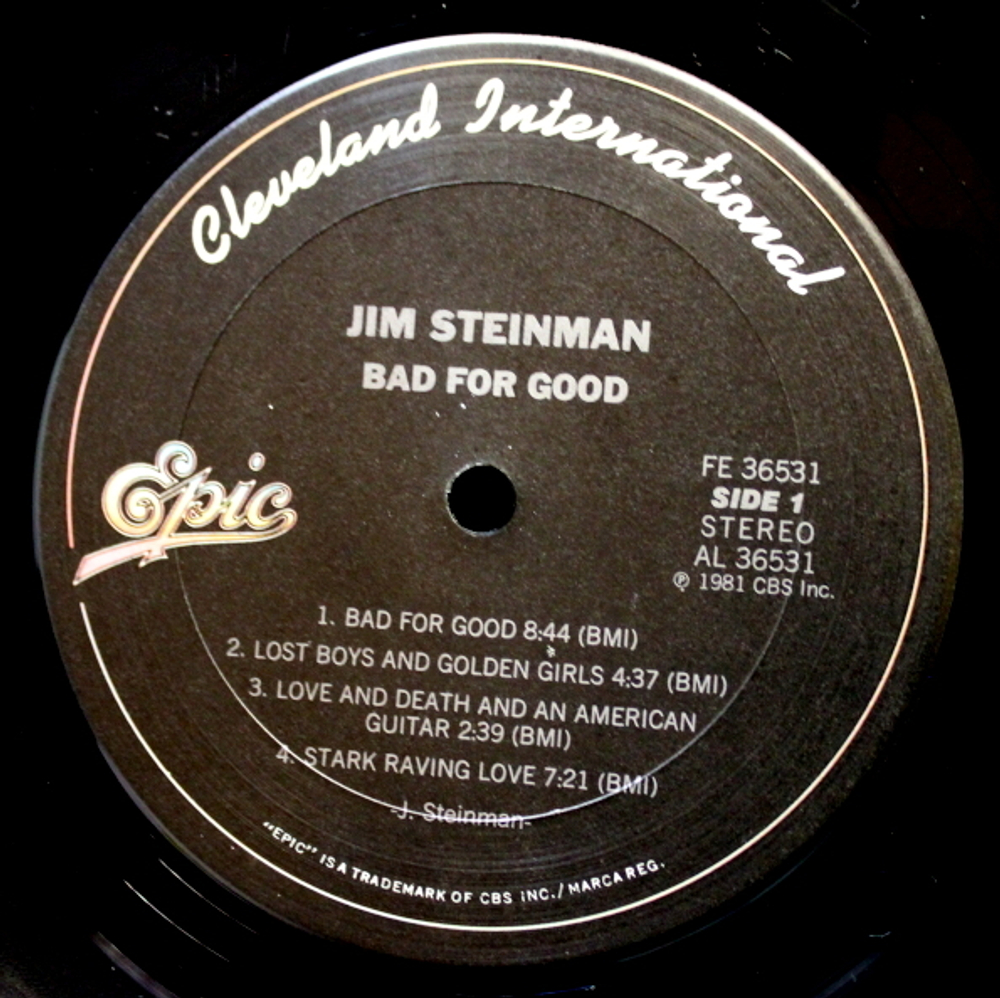 Cleveland International
JIM STEINMAN
BAD FOR GOOD
Epic
FE 36531
SIDE 1
STEREO
AL 36531
℗ 1981 CBS Inc.
1. BAD FOR GOOD 8:44 (BMI)
2. LOST BOYS AND GOLDEN GIRLS 4:37 (BMI)
3. LOVE AND DEATH AND AN AMERICAN
GUITAR 2:39 (BMI)
4. STARK RAVING LOVE 7:21 (BMI)
-J. Steinman-
"EPIC" IS A TRADEMARK OF CBS INC./MARCA REG.